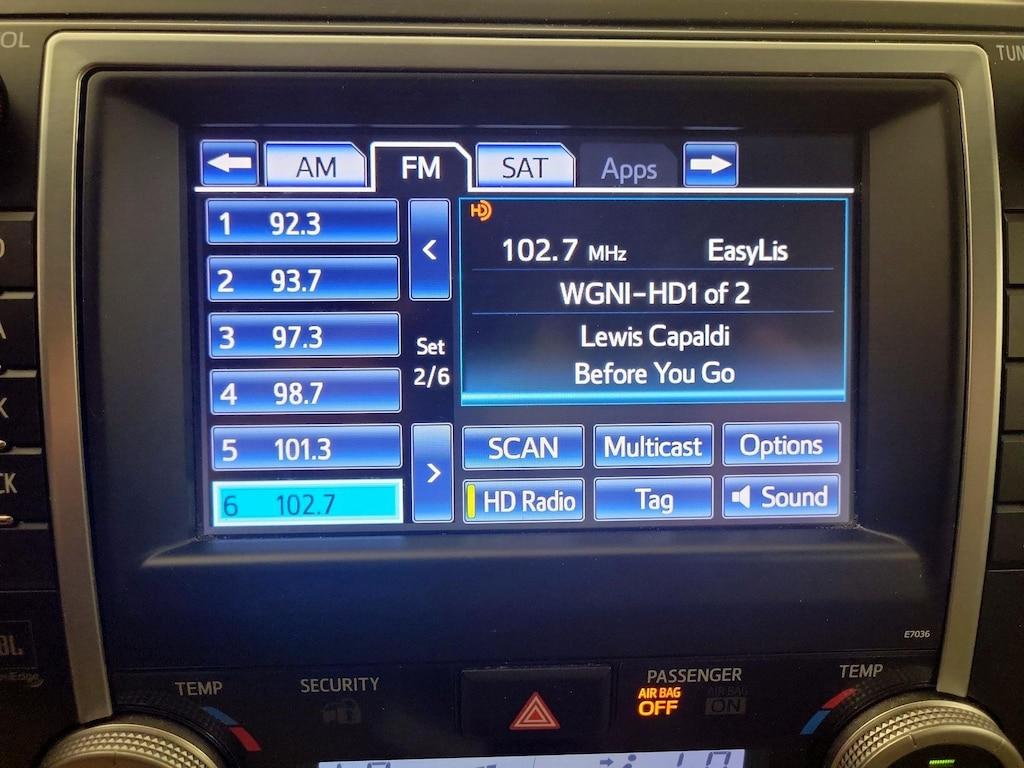 OL
TUN
AM
FM
SAT
Apps
1 92.3
2 93.7
3 97.3
4 98.7
5 101.3
6 102.7
<
Set
2/6
>
HD
102.7 MHz EasyLis
WGNI-HD1 of 2
Lewis Capaldi
Before You Go
SCAN Multicast Options
HD Radio Tag Sound
E7036
TEMP
SECURITY
PASSENGER
AIR BAG
OFF
AIR BAG
ON
TEMP